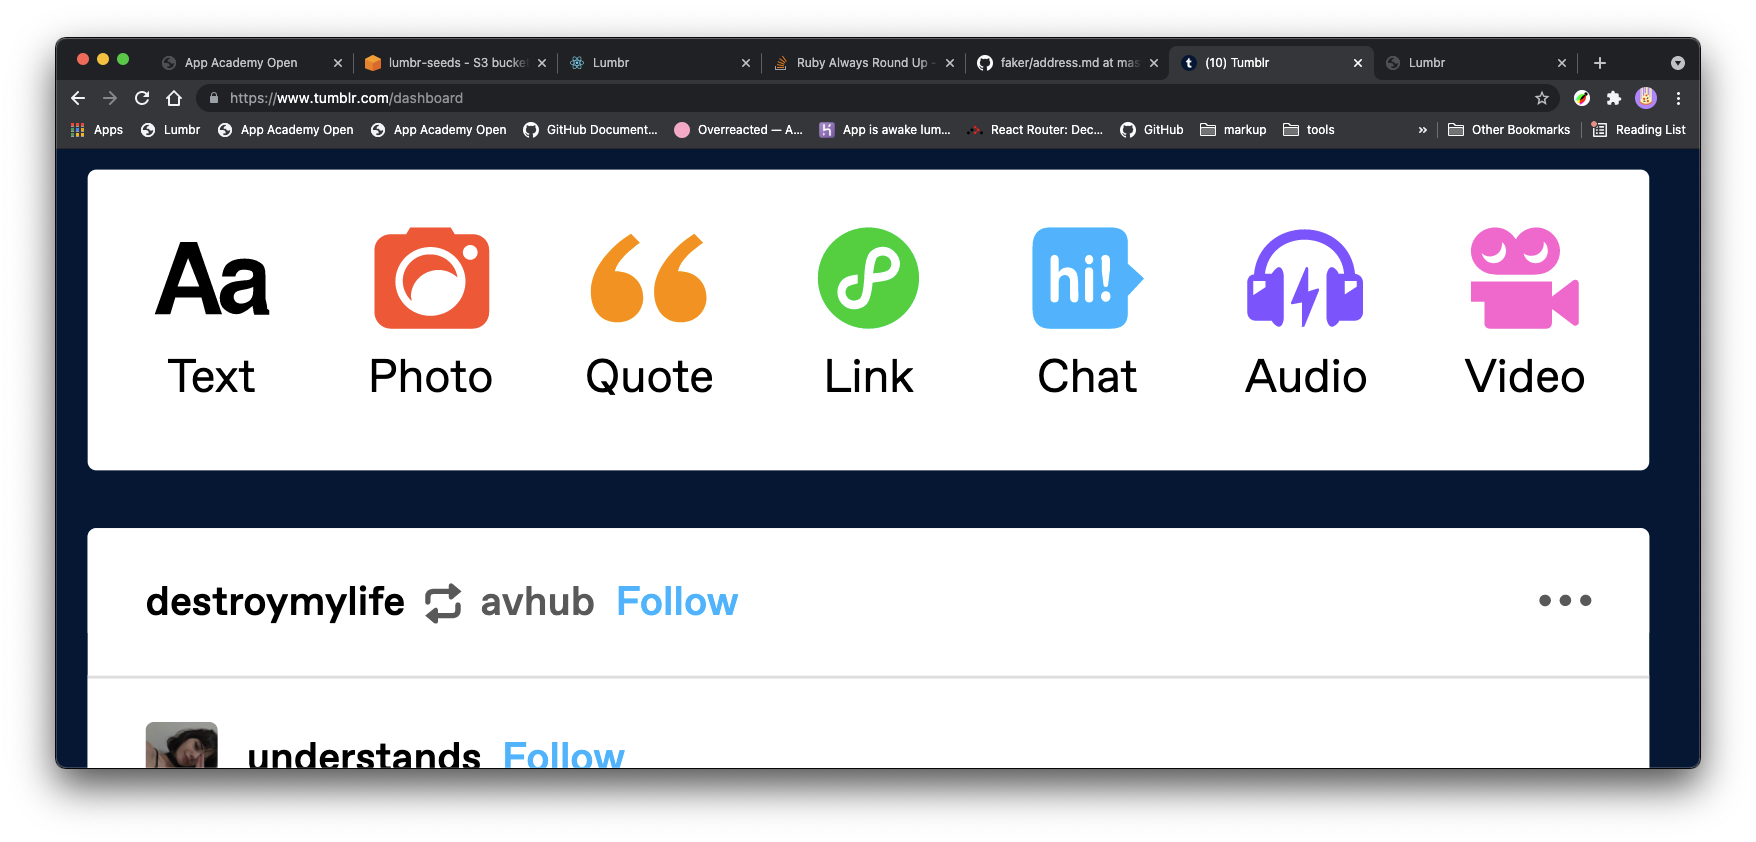 App Academy Open
lumbr-seeds - S3 bucke
Lumbr
Ruby Always Round Up -
faker/address.md at mas
(10) Tumblr
Lumbr
https://www.tumblr.com/dashboard
Apps
Lumbr
App Academy Open
App Academy Open
GitHub Document...
Overreacted — A...
App is awake lum...
React Router: Dec...
GitHub
markup
tools
»
Other Bookmarks
Reading List
Aa
hi!
Text
Photo
Quote
Link
Chat
Audio
Video
destroymylife avhub Follow
understands Follow